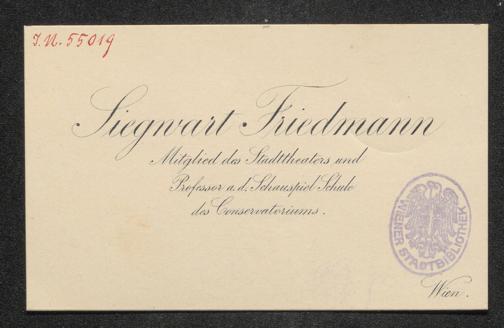 J.N. 55019
Siegwart Friedmann
Mitglied des Stadttheaters und
Professor a. d. Schauspiel Schule
des Conservatoriums.
WIENER STADTBIBLIOTHEK
Wien.